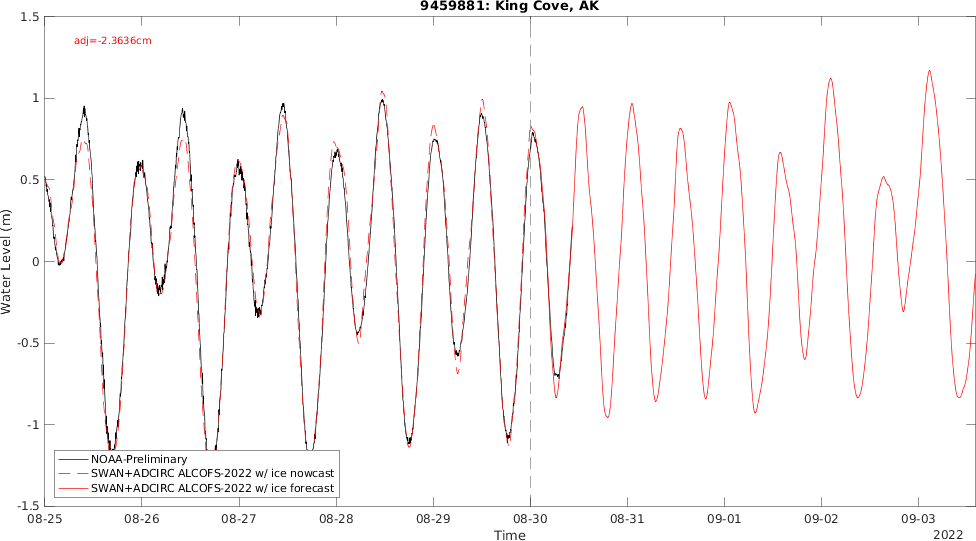 9459881: King Cove, AK
adj=-2.3636cm
1.5
1
0.5
0
-0.5
-1
-1.5
Water Level (m)
NOAA-Preliminary
SWAN+ADCIRC ALCOFS-2022 w/ ice nowcast
SWAN+ADCIRC ALCOFS-2022 w/ ice forecast
08-25 08-26 08-27 08-28 08-29 08-30 08-31 09-01 09-02 09-03
Time
2022